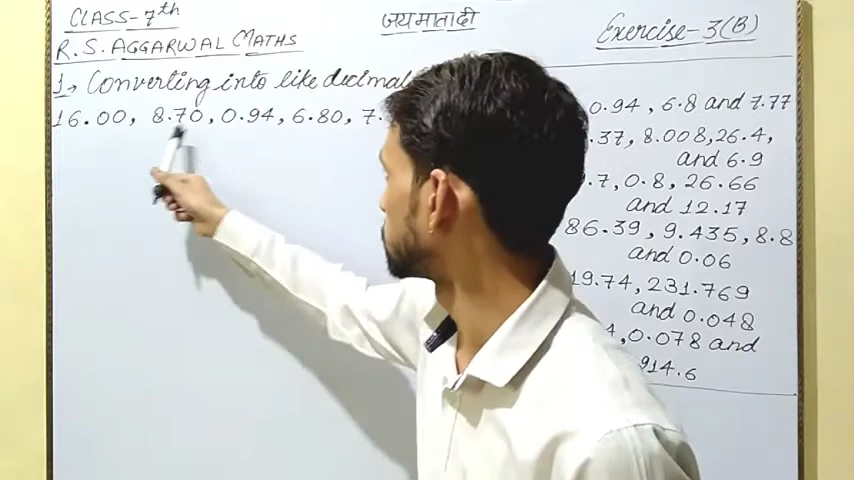 CLASS-7th
जय माता दी
Exercise-3(B)
R.S. AGGARWAL MATHS
1→ Converting into like decimal
16.00, 8.70, 0.94, 6.80, 7.
0.94, 6.8 and 7.77
.37, 8.008, 26.4,
and 6.9
.7, 0.8, 26.66
and 12.17
86.39, 9.435, 8.8
and 0.06
19.74, 231.769
and 0.048
4, 0.078 and
914.6